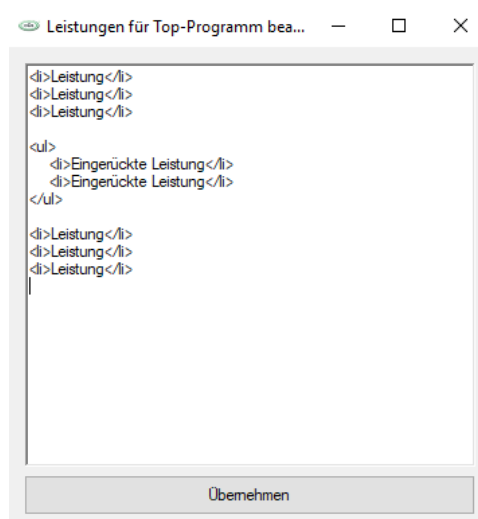 Leistungen für Top-Programm bea...
<li>Leistung</li>
<li>Leistung</li>
<li>Leistung</li>
<ul>
<li>Eingerückte Leistung</li>
<li>Eingerückte Leistung</li>
</ul>
<li>Leistung</li>
<li>Leistung</li>
<li>Leistung</li>
Übernehmen